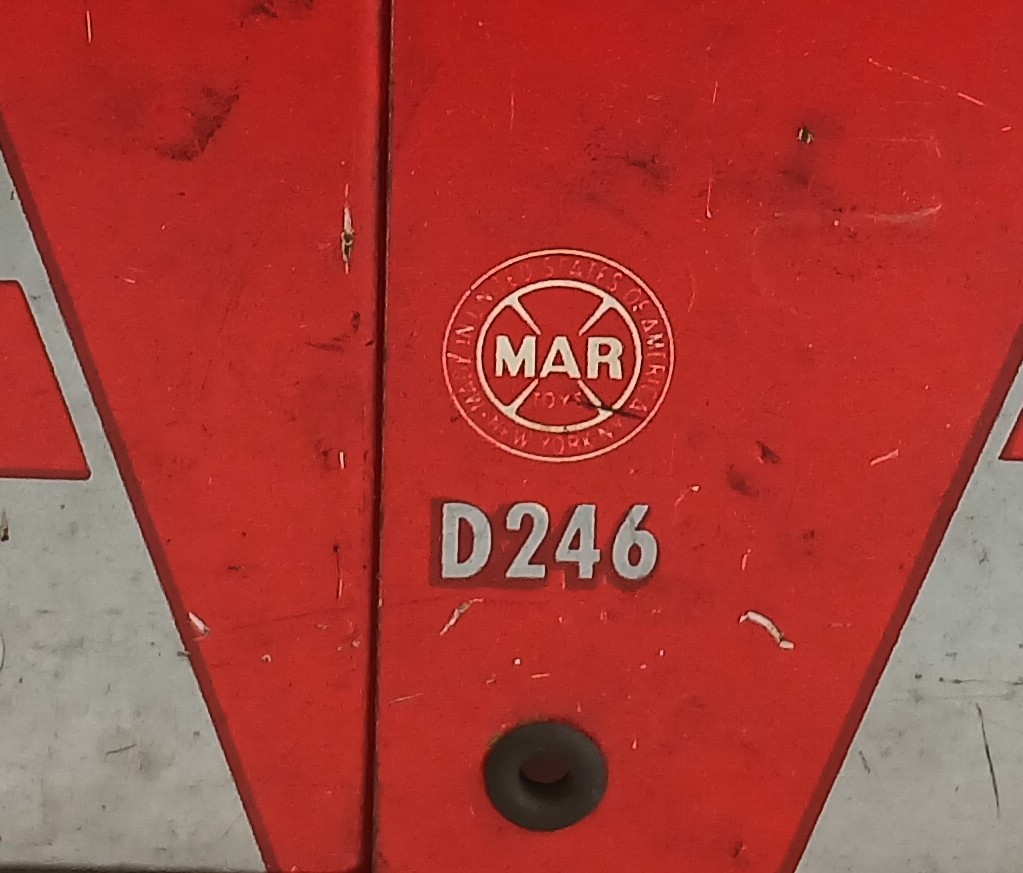 MADE IN UNITED STATES OF AMERICA
MAR
TOYS
NEW YORK N.Y.
D246